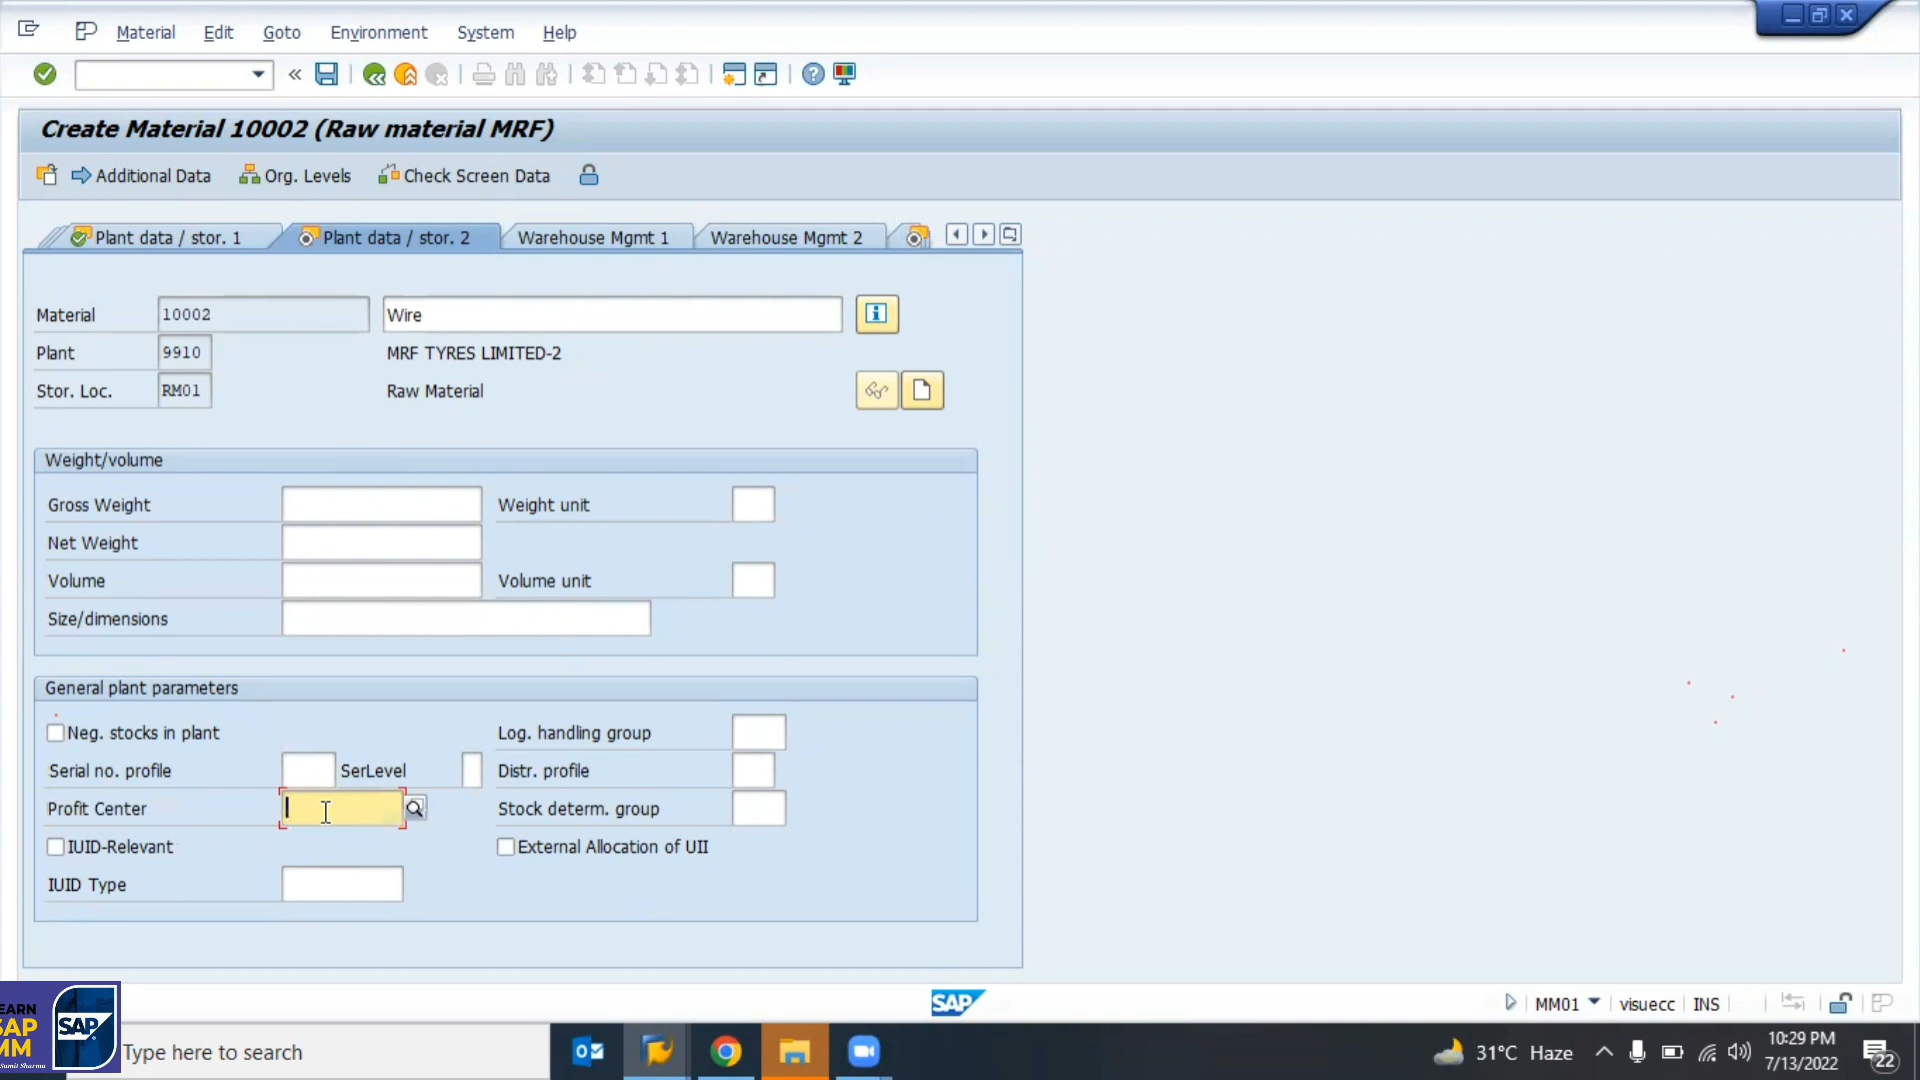 Material Edit Goto Environment System Help
Create Material 10002 (Raw material MRF)
Additional Data Org. Levels Check Screen Data
Plant data / stor. 1 Plant data / stor. 2 Warehouse Mgmt 1 Warehouse Mgmt 2
Material 10002 Wire
Plant 9910 MRF TYRES LIMITED-2
Stor. Loc. RM01 Raw Material
Weight/volume
Gross Weight Weight unit
Net Weight
Volume Volume unit
Size/dimensions
General plant parameters
Neg. stocks in plant Log. handling group
Serial no. profile SerLevel Distr. profile
Profit Center Stock determ. group
IUID-Relevant External Allocation of UII
IUID Type
SAP MM01 visuecc INS
EARN
SAP
MM
Sumit Sharma
SAP
Type here to search
31°C Haze
10:29 PM
7/13/2022
22